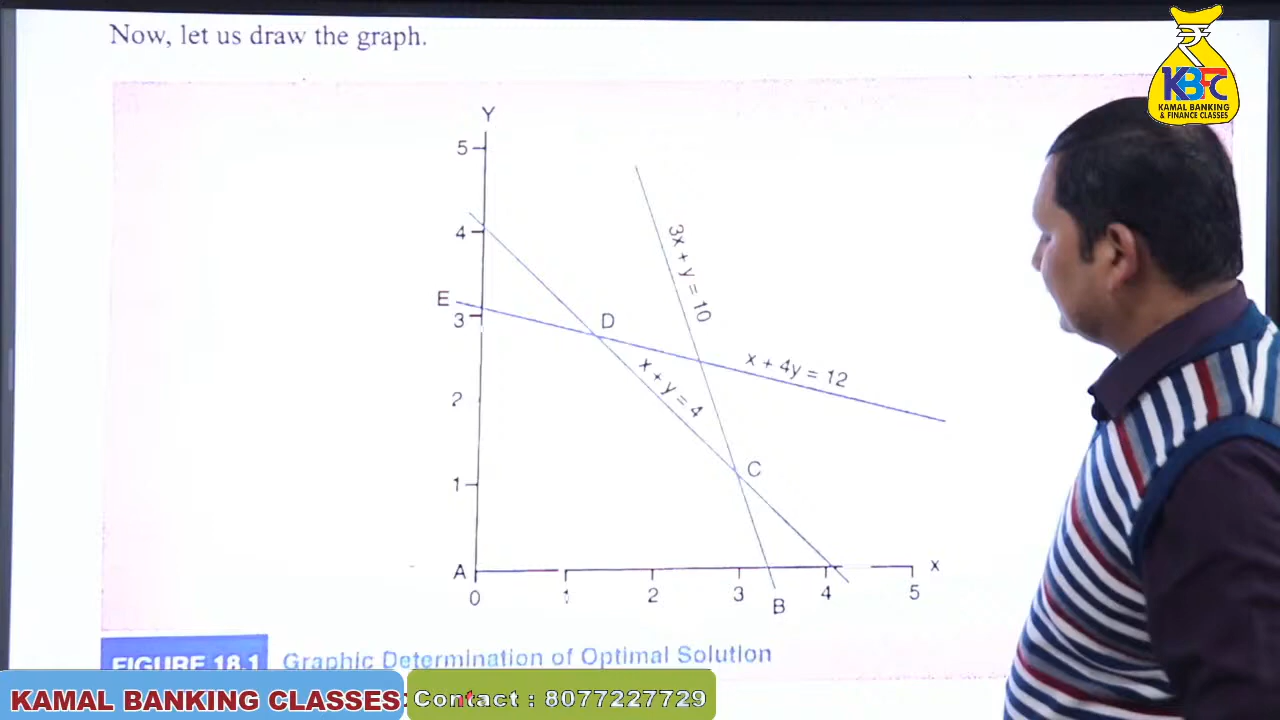 Now, let us draw the graph.
₹
KBFC
KAMAL BANKING
& FINANCE CLASSES
Y
5
4
E
3
D
3x + y = 10
x + 4y = 12
x + y = 4
2
C
1
A
x
0
1
2
3
4
5
B
FIGURE 18.1 Graphic Determination of Optimal Solution
KAMAL BANKING CLASSES Contact : 8077227729